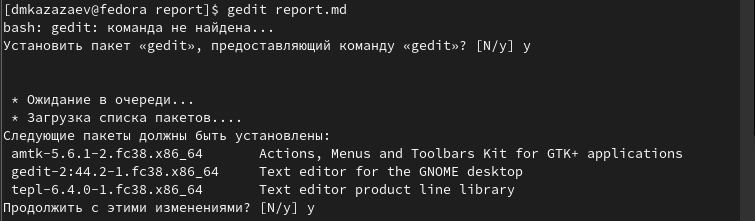 [dmkazazaev@fedora report]$ gedit report.md
bash: gedit: команда не найдена...
Установить пакет «gedit», предоставляющий команду «gedit»? [N/y] y
* Ожидание в очереди...
* Загрузка списка пакетов....
Следующие пакеты должны быть установлены:
amtk-5.6.1-2.fc38.x86_64 Actions, Menus and Toolbars Kit for GTK+ applications
gedit-2:44.2-1.fc38.x86_64 Text editor for the GNOME desktop
tepl-6.4.0-1.fc38.x86_64 Text editor product line library
Продолжить с этими изменениями? [N/y] y